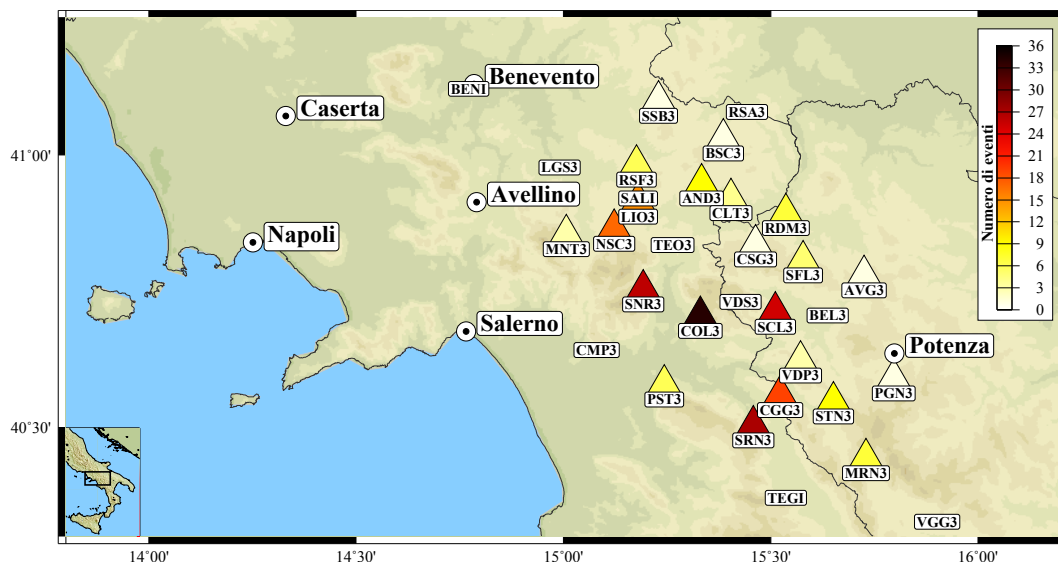 Benevento
BENI
Caserta
SSB3
RSA3
BSC3
41°00'
LGS3
RSF3
Avellino
SALI
AND3
CLT3
LIO3
RDM3
Napoli
MNT3
NSC3
TEO3
CSG3
SFL3
AVG3
SNR3
VDS3
COL3
SCL3
BEL3
Salerno
CMP3
Potenza
VDP3
PGN3
PST3
CGG3
STN3
40°30'
SRN3
MRN3
TEGI
VGG3
14°00'
14°30'
15°00'
15°30'
16°00'
Numero di eventi
36
33
30
27
24
21
18
15
12
9
6
3
0